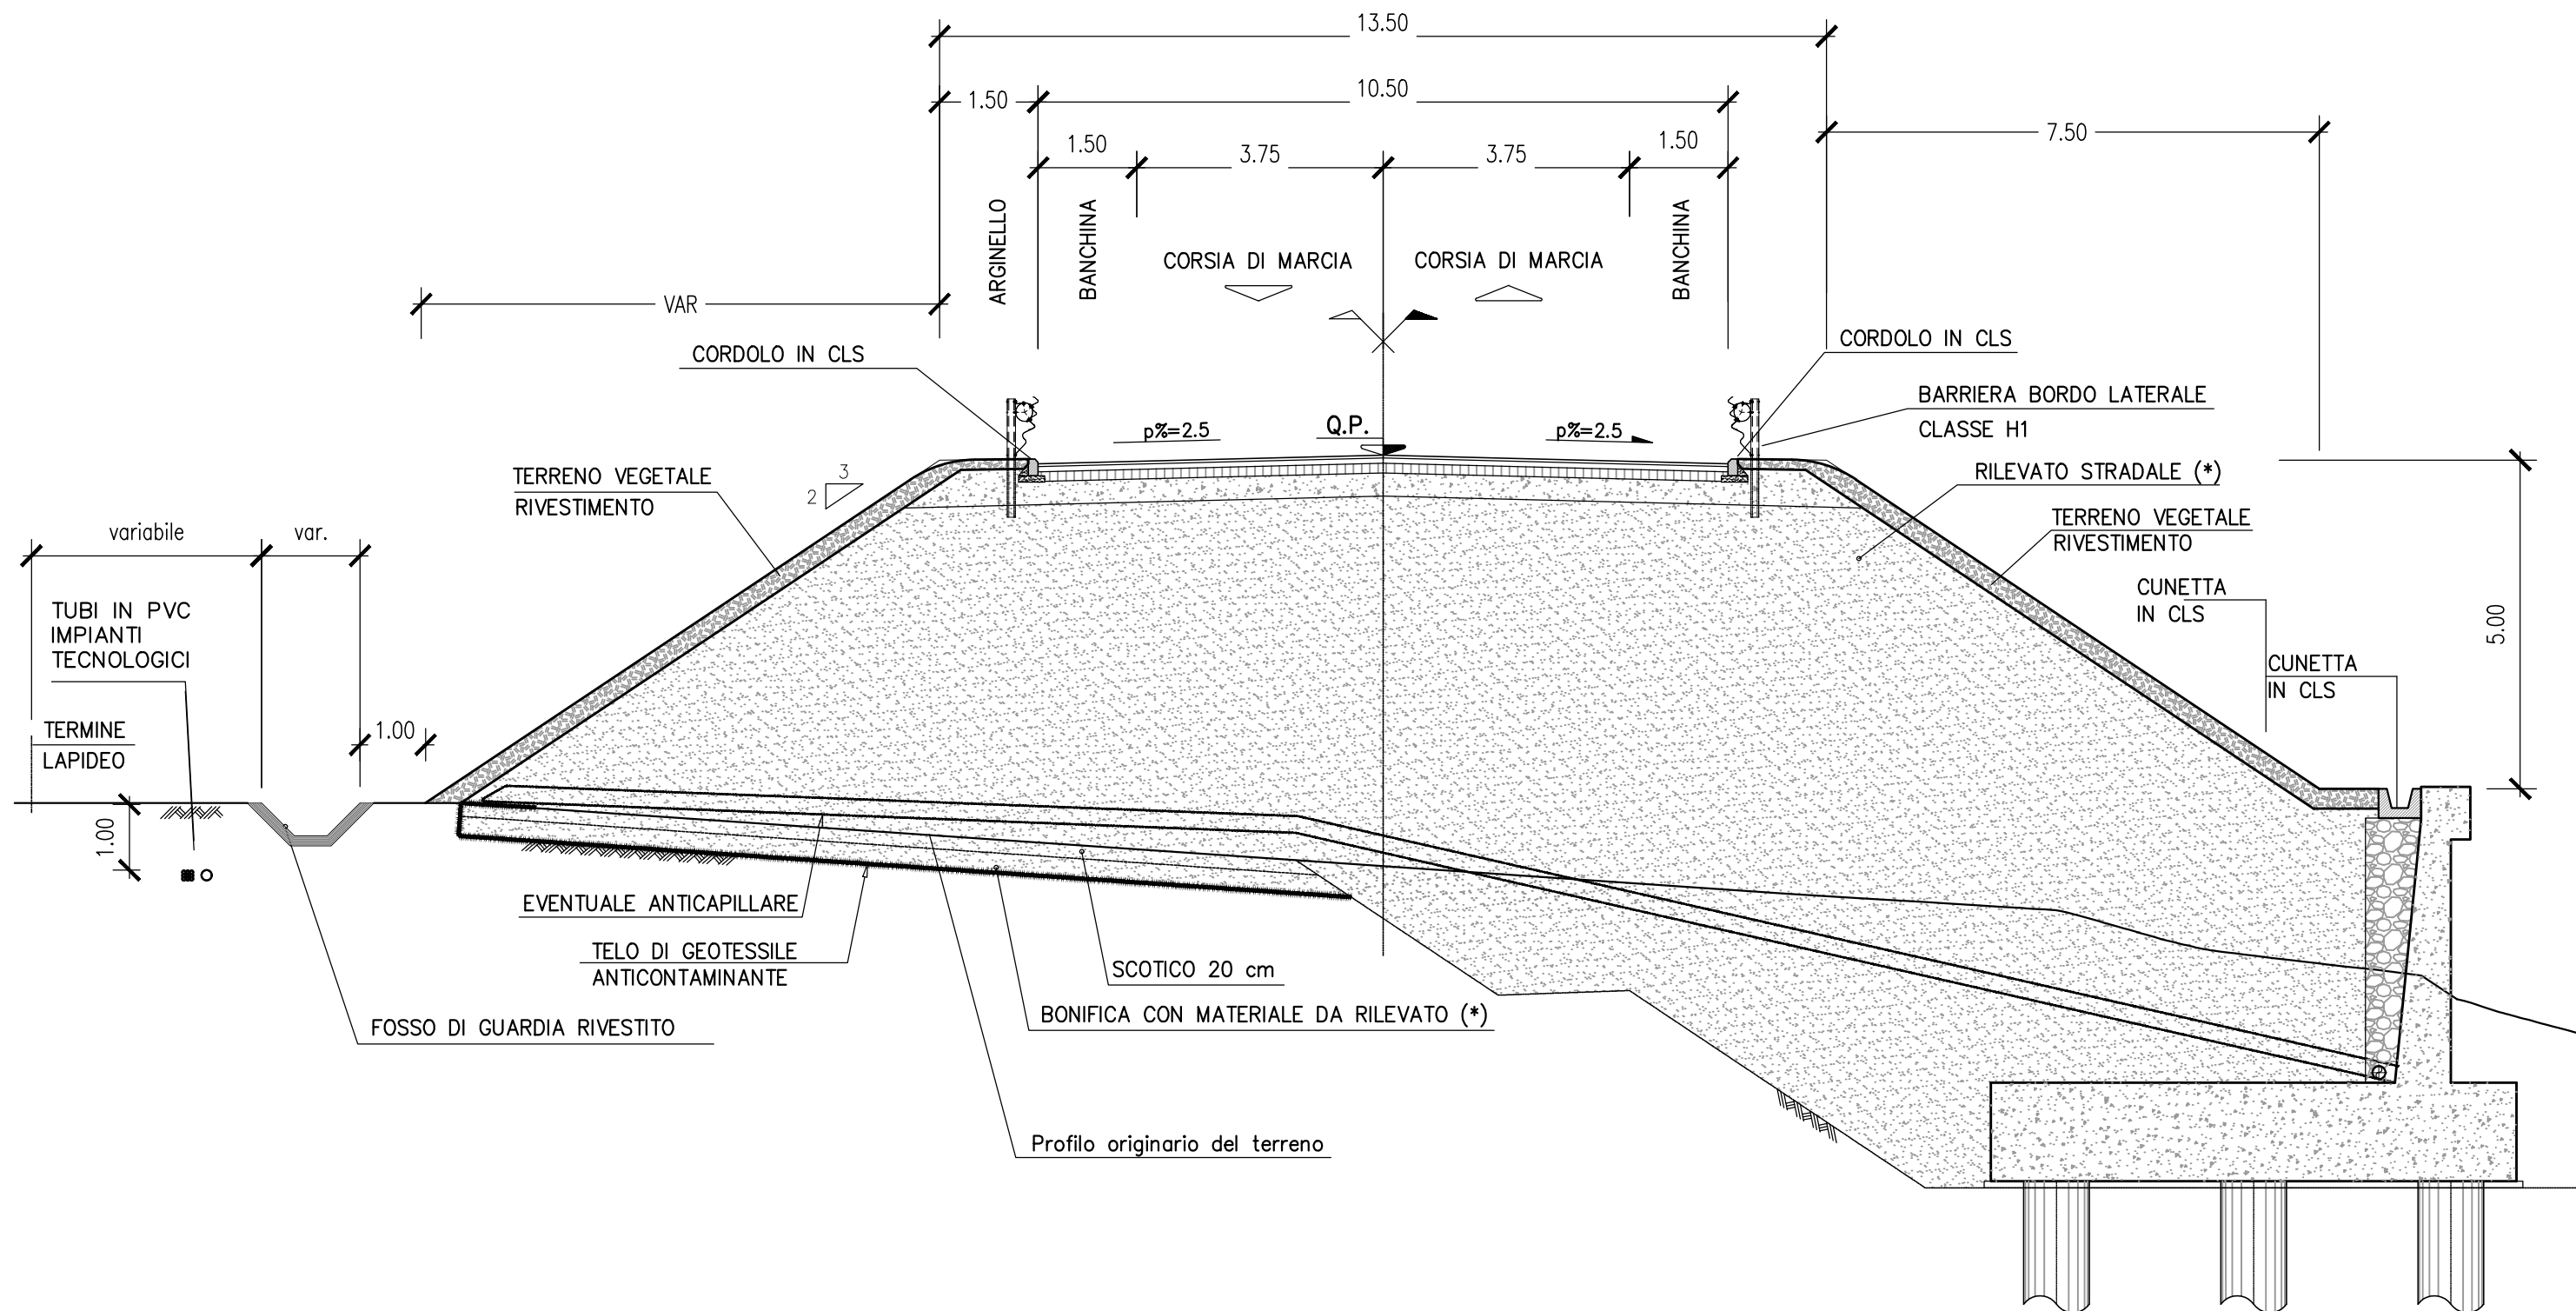 13.50
1.50
10.50
7.50
1.50
3.75
3.75
1.50
ARGINELLO
BANCHINA
BANCHINA
CORSIA DI MARCIA
CORSIA DI MARCIA
VAR
CORDOLO IN CLS
CORDOLO IN CLS
BARRIERA BORDO LATERALE
CLASSE H1
p%=2.5
Q.P.
p%=2.5
TERRENO VEGETALE
RIVESTIMENTO
3
2
RILEVATO STRADALE (*)
TERRENO VEGETALE
RIVESTIMENTO
variabile
var.
CUNETTA
IN CLS
5.00
TUBI IN PVC
IMPIANTI
TECNOLOGICI
CUNETTA
IN CLS
1.00
TERMINE
LAPIDEO
1.00
EVENTUALE ANTICAPILLARE
TELO DI GEOTESSILE
ANTICONTAMINANTE
SCOTICO 20 cm
BONIFICA CON MATERIALE DA RILEVATO (*)
FOSSO DI GUARDIA RIVESTITO
Profilo originario del terreno